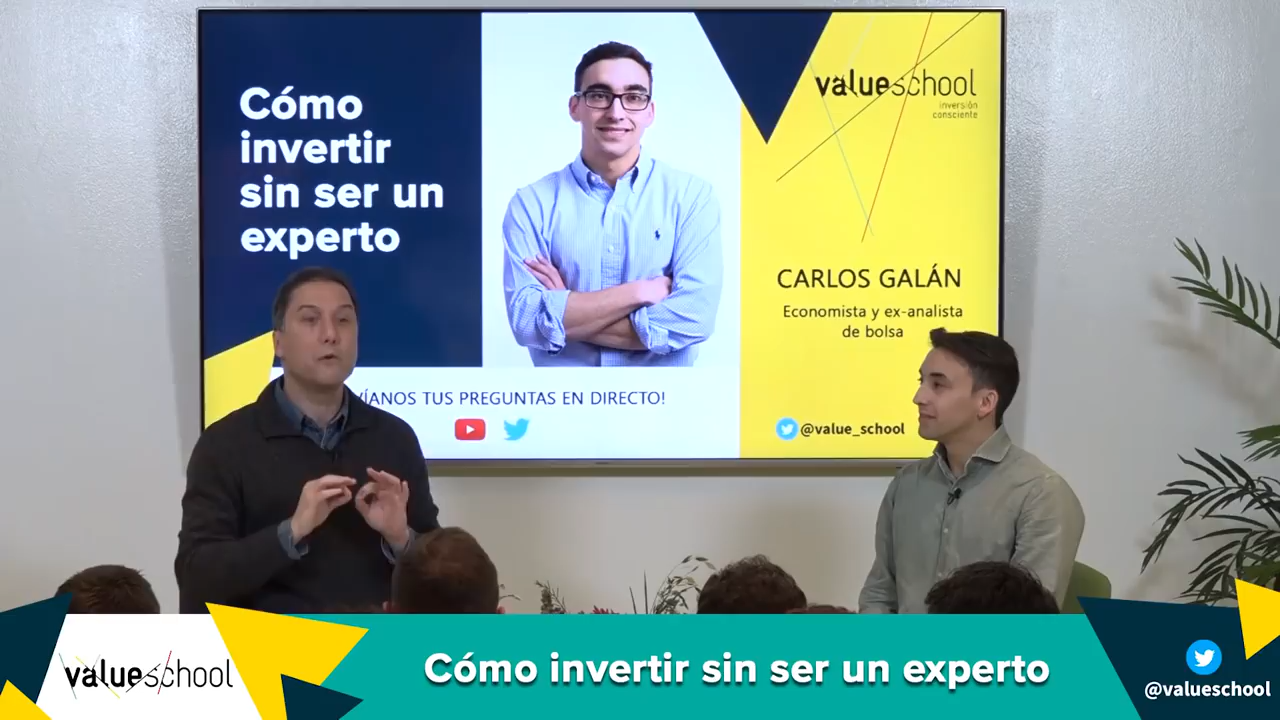 Cómo
invertir
sin ser un
experto
valueschool
inversión
consciente
CARLOS GALÁN
Economista y ex-analista
de bolsa
VÍANOS TUS PREGUNTAS EN DIRECTO!
@value_school
valueschool
Cómo invertir sin ser un experto
@valueschool